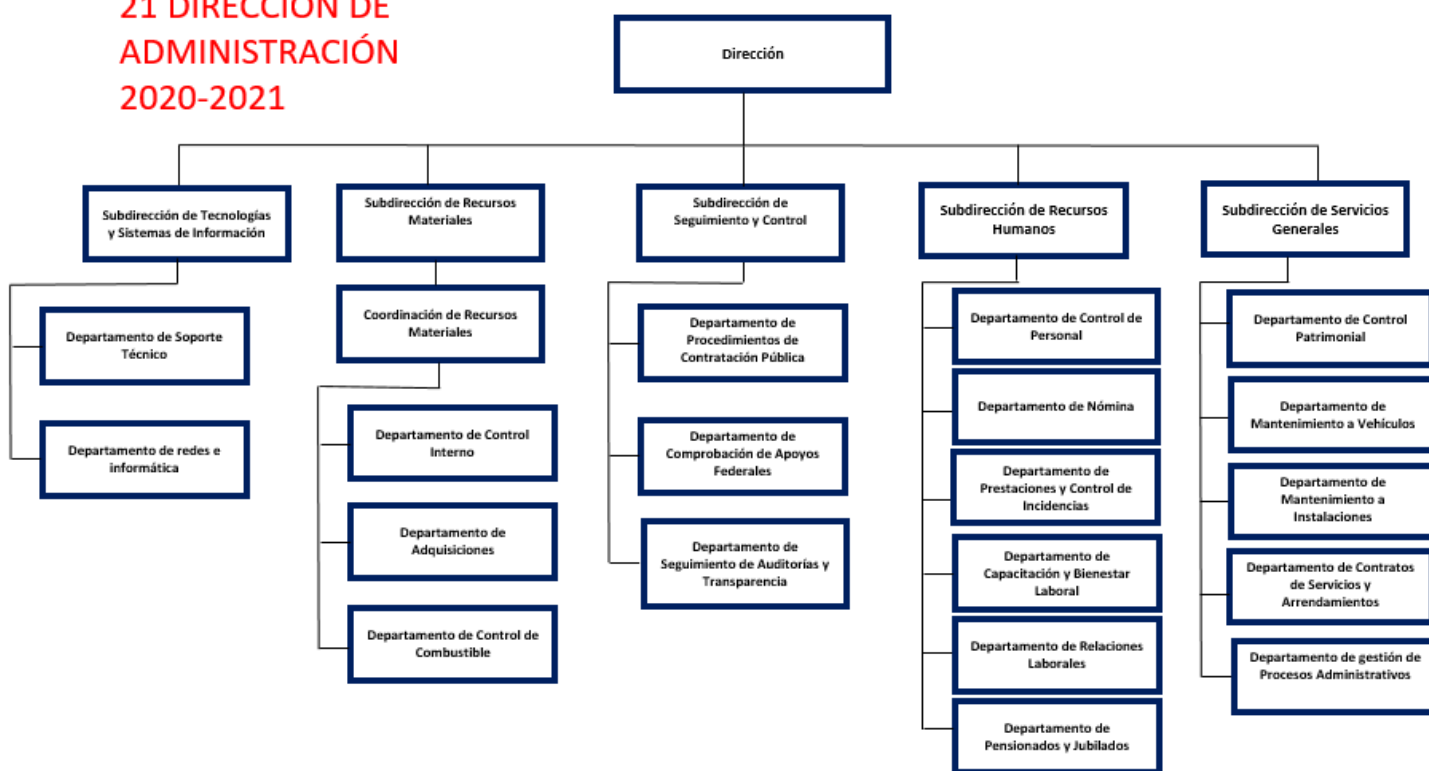 21 DIRECCIÓN DE
ADMINISTRACIÓN
2020-2021
Dirección
Subdirección de Tecnologías
y Sistemas de Información
Subdirección de Recursos
Materiales
Subdirección de
Seguimiento y Control
Subdirección de Recursos
Humanos
Subdirección de Servicios
Generales
Departamento de Soporte
Técnico
Departamento de redes e
informática
Coordinación de Recursos
Materiales
Departamento de Control
Interno
Departamento de
Adquisiciones
Departamento de Control de
Combustible
Departamento de
Procedimientos de
Contratación Pública
Departamento de
Comprobación de Apoyos
Federales
Departamento de
Seguimiento de Auditorías y
Transparencia
Departamento de Control de
Personal
Departamento de Nómina
Departamento de
Prestaciones y Control de
Incidencias
Departamento de
Capacitación y Bienestar
Laboral
Departamento de Relaciones
Laborales
Departamento de
Pensionados y Jubilados
Departamento de Control
Patrimonial
Departamento de
Mantenimiento a Vehículos
Departamento de
Mantenimiento a
Instalaciones
Departamento de Contratos
de Servicios y
Arrendamientos
Departamento de gestión de
Procesos Administrativos